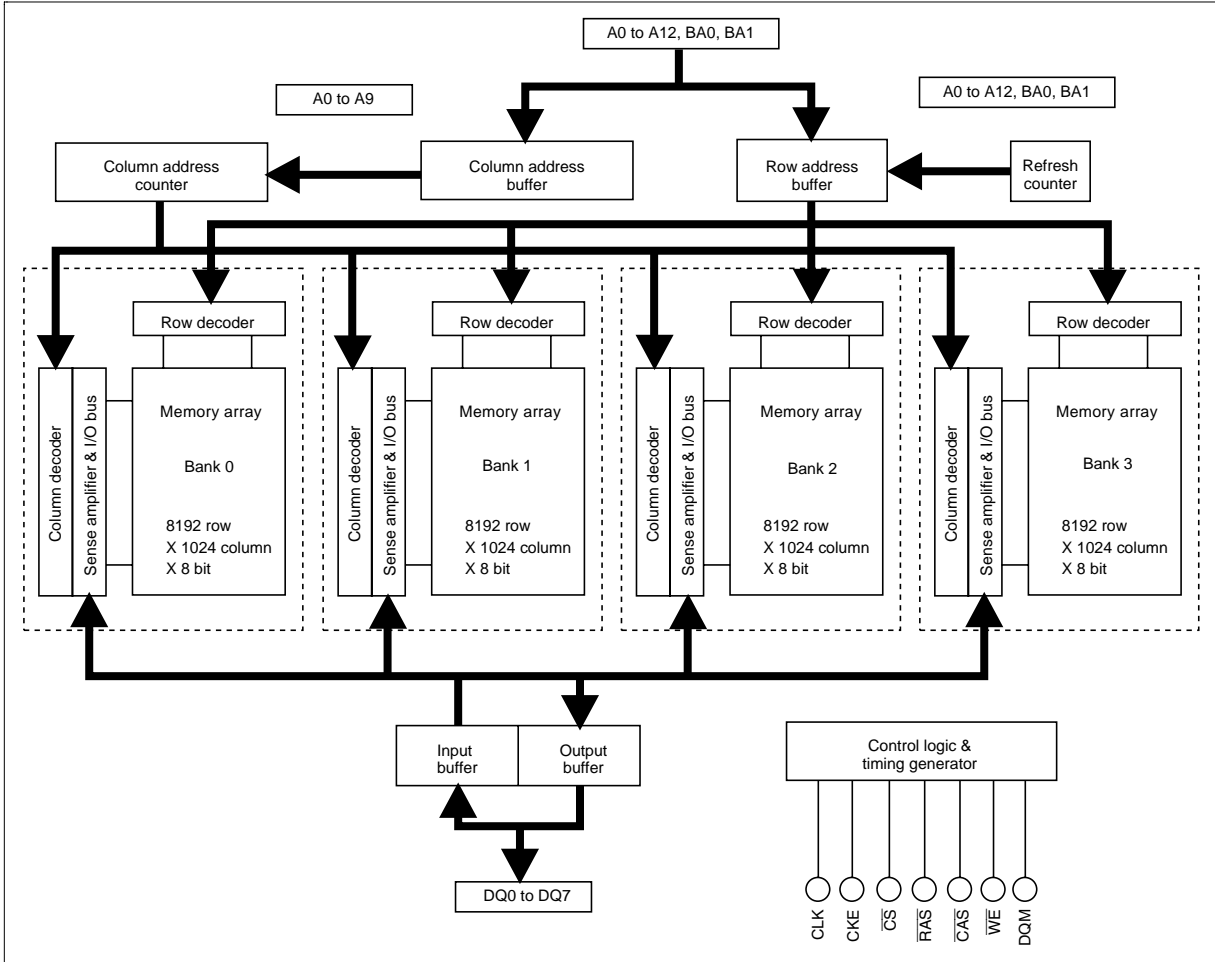 A0 to A12, BA0, BA1
A0 to A9
A0 to A12, BA0, BA1
Column address
counter
Column address
buffer
Row address
buffer
Refresh
counter
Row decoder
Row decoder
Row decoder
Row decoder
Column decoder
Sense amplifier & I/O bus
Memory array
Bank 0
8192 row
X 1024 column
X 8 bit
Column decoder
Sense amplifier & I/O bus
Memory array
Bank 1
8192 row
X 1024 column
X 8 bit
Column decoder
Sense amplifier & I/O bus
Memory array
Bank 2
8192 row
X 1024 column
X 8 bit
Column decoder
Sense amplifier & I/O bus
Memory array
Bank 3
8192 row
X 1024 column
X 8 bit
Input
buffer
Output
buffer
Control logic &
timing generator
DQ0 to DQ7
CLK
CKE
C̅S̅
R̅A̅S̅
C̅A̅S̅
W̅E̅
DQM